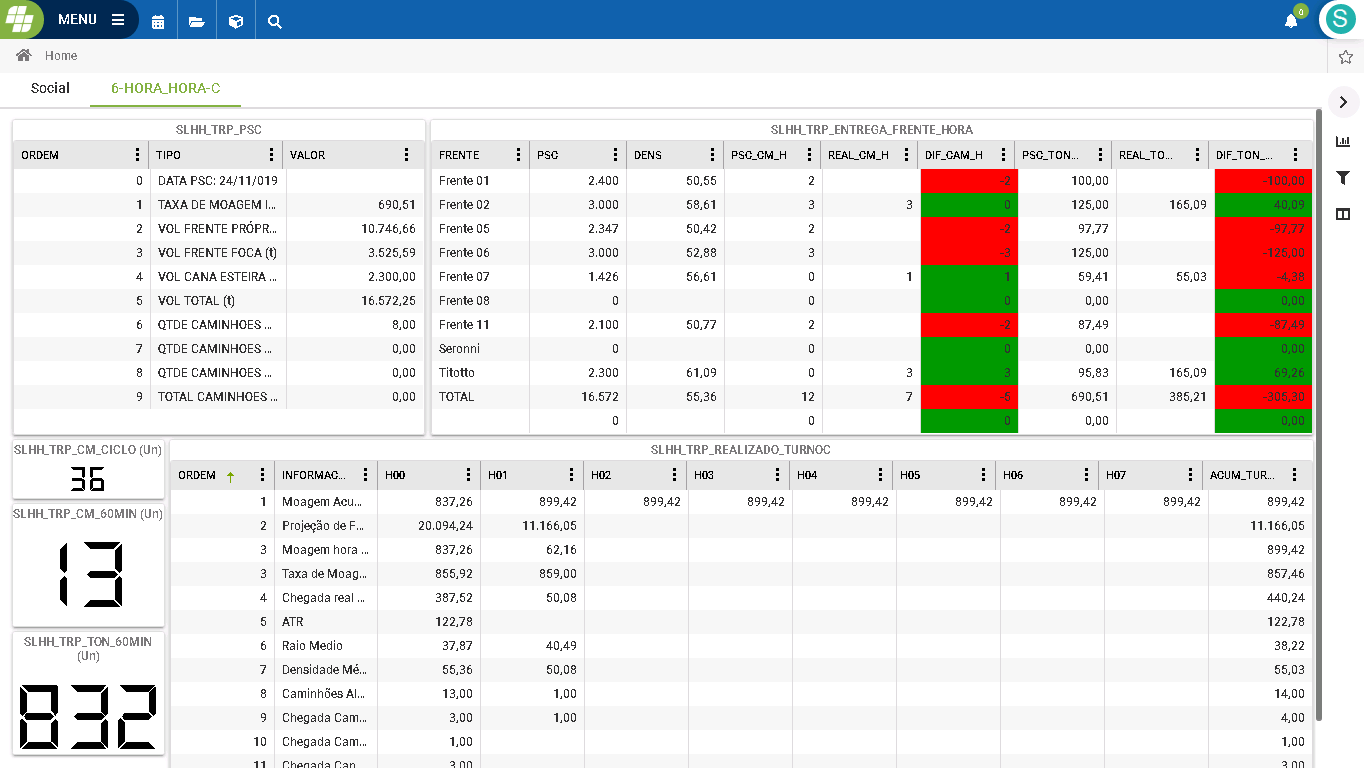 MENU
0
S
Home
Social 6-HORA_HORA-C
SLHH_TRP_PSC
ORDEM TIPO VALOR
0 DATA PSC: 24/11/019
1 TAXA DE MOAGEM I... 690,51
2 VOL FRENTE PRÓPR... 10.746,66
3 VOL FRENTE FOCA (t) 3.525,59
4 VOL CANA ESTEIRA ... 2.300,00
5 VOL TOTAL (t) 16.572,25
6 QTDE CAMINHOES ... 8,00
7 QTDE CAMINHOES ... 0,00
8 QTDE CAMINHOES ... 0,00
9 TOTAL CAMINHOES ... 0,00
SLHH_TRP_ENTREGA_FRENTE_HORA
FRENTE PSC DENS PSC_CM_H REAL_CM_H DIF_CAM_H PSC_TON... REAL_TO... DIF_TON_...
Frente 01 2.400 50,55 2 -2 100,00 -100,00
Frente 02 3.000 58,61 3 3 0 125,00 165,09 40,09
Frente 05 2.347 50,42 2 -2 97,77 -97,77
Frente 06 3.000 52,88 3 -3 125,00 -125,00
Frente 07 1.426 56,61 0 1 1 59,41 55,03 -4,38
Frente 08 0 0 0 0,00 0,00
Frente 11 2.100 50,77 2 -2 87,49 -87,49
Seronni 0 0 0 0,00 0,00
Titotto 2.300 61,09 0 3 3 95,83 165,09 69,26
TOTAL 16.572 55,36 12 7 -5 690,51 385,21 -305,30
0 0 0 0,00 0,00
SLHH_TRP_CM_CICLO (Un)
36
SLHH_TRP_CM_60MIN (Un)
13
SLHH_TRP_TON_60MIN
(Un)
832
SLHH_TRP_REALIZADO_TURNOC
ORDEM INFORMAC... H00 H01 H02 H03 H04 H05 H06 H07 ACUM_TUR...
1 Moagem Acu... 837,26 899,42 899,42 899,42 899,42 899,42 899,42 899,42 899,42
2 Projeção de F... 20.094,24 11.166,05 11.166,05
3 Moagem hora ... 837,26 62,16 899,42
3 Taxa de Moag... 855,92 859,00 857,46
4 Chegada real ... 387,52 50,08 440,24
5 ATR 122,78 122,78
6 Raio Medio 37,87 40,49 38,22
7 Densidade Mé... 55,36 50,08 55,03
8 Caminhões Al... 13,00 1,00 14,00
9 Chegada Cam... 3,00 1,00 4,00
10 Chegada Cam... 1,00 1,00
11 Chegada Can... 3,00 3,00